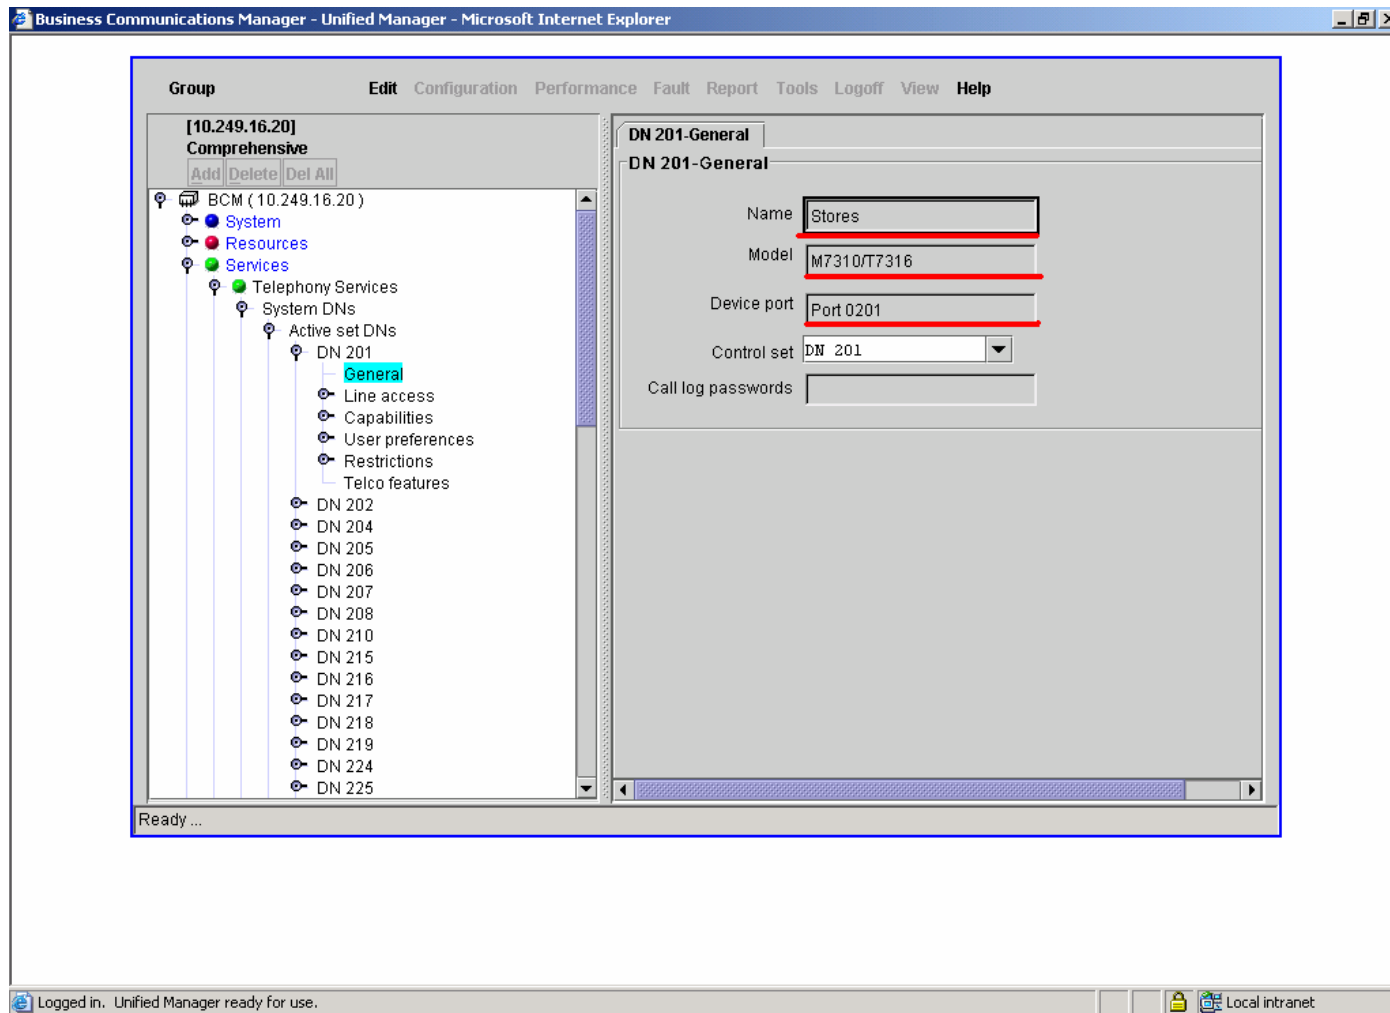 Business Communications Manager - Unified Manager - Microsoft Internet Explorer
Group Edit Configuration Performance Fault Report Tools Logoff View Help
[10.249.16.20]
Comprehensive
Add Delete Del All
BCM ( 10.249.16.20 )
System
Resources
Services
Telephony Services
System DNs
Active set DNs
DN 201
General
Line access
Capabilities
User preferences
Restrictions
Telco features
DN 202
DN 204
DN 205
DN 206
DN 207
DN 208
DN 210
DN 215
DN 216
DN 217
DN 218
DN 219
DN 224
DN 225
DN 201-General
DN 201-General
Name Stores
Model M7310/T7316
Device port Port 0201
Control set DN 201
Call log passwords
Ready ...
Logged in. Unified Manager ready for use.
Local intranet